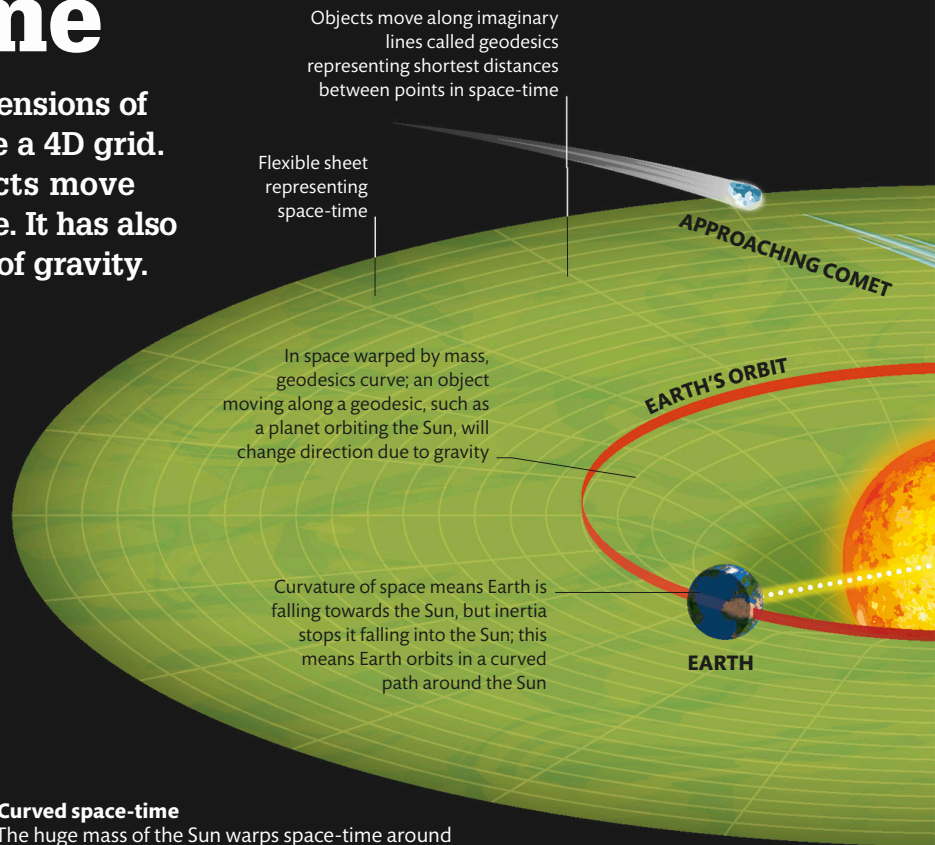 me
ensions of
e a 4D grid.
cts move
e. It has also
of gravity.
Objects move along imaginary
lines called geodesics
representing shortest distances
between points in space-time
Flexible sheet
representing
space-time
APPROACHING COMET
In space warped by mass,
geodesics curve; an object
moving along a geodesic, such as
a planet orbiting the Sun, will
change direction due to gravity
EARTH'S ORBIT
Curvature of space means Earth is
falling towards the Sun, but inertia
stops it falling into the Sun; this
means Earth orbits in a curved
path around the Sun
EARTH
Curved space-time
The huge mass of the Sun warps space-time around